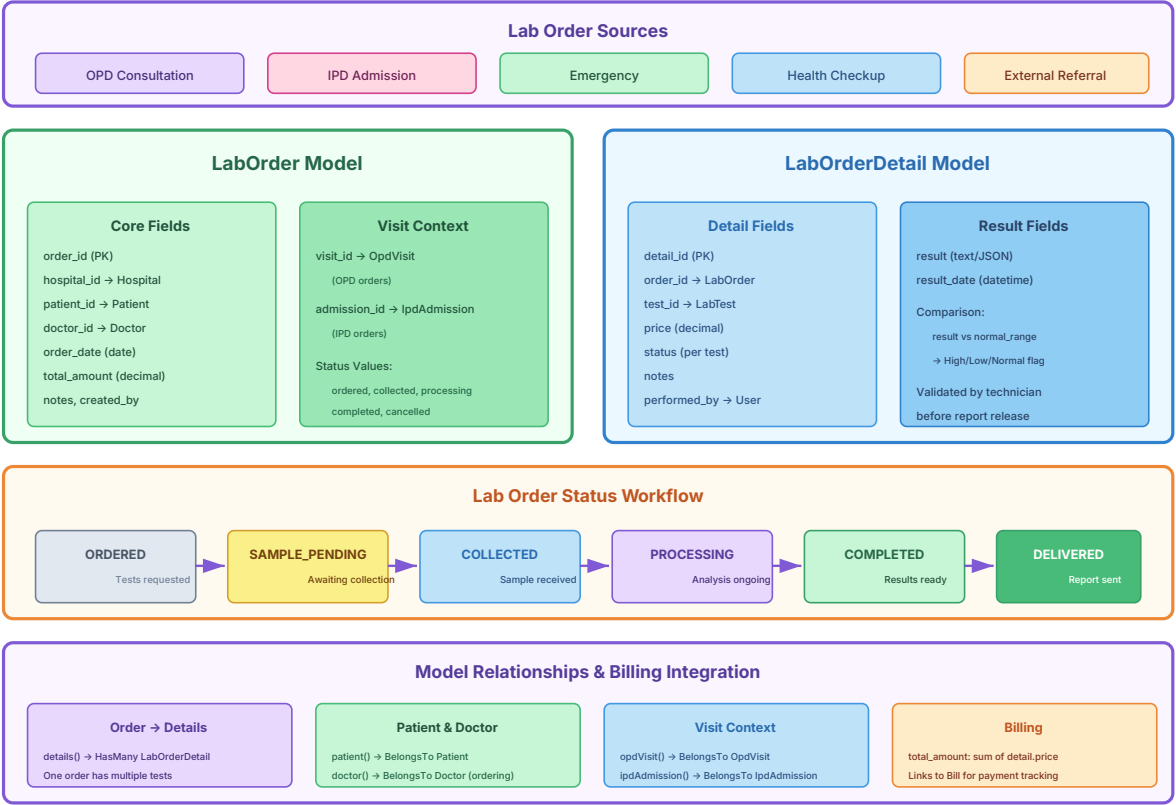 Lab Order Sources
OPD Consultation
IPD Admission
Emergency
Health Checkup
External Referral
LabOrder Model
Core Fields
order_id (PK)
hospital_id → Hospital
patient_id → Patient
doctor_id → Doctor
order_date (date)
total_amount (decimal)
notes, created_by
Visit Context
visit_id → OpdVisit
(OPD orders)
admission_id → IpdAdmission
(IPD orders)
Status Values:
ordered, collected, processing
completed, cancelled
LabOrderDetail Model
Detail Fields
detail_id (PK)
order_id → LabOrder
test_id → LabTest
price (decimal)
status (per test)
notes
performed_by → User
Result Fields
result (text/JSON)
result_date (datetime)
Comparison:
result vs normal_range
→ High/Low/Normal flag
Validated by technician
before report release
Lab Order Status Workflow
ORDERED
Tests requested
SAMPLE_PENDING
Awaiting collection
COLLECTED
Sample received
PROCESSING
Analysis ongoing
COMPLETED
Results ready
DELIVERED
Report sent
Model Relationships & Billing Integration
Order → Details
details() → HasMany LabOrderDetail
One order has multiple tests
Patient & Doctor
patient() → BelongsTo Patient
doctor() → BelongsTo Doctor (ordering)
Visit Context
opdVisit() → BelongsTo OpdVisit
ipdAdmission() → BelongsTo IpdAdmission
Billing
total_amount: sum of detail.price
Links to Bill for payment tracking